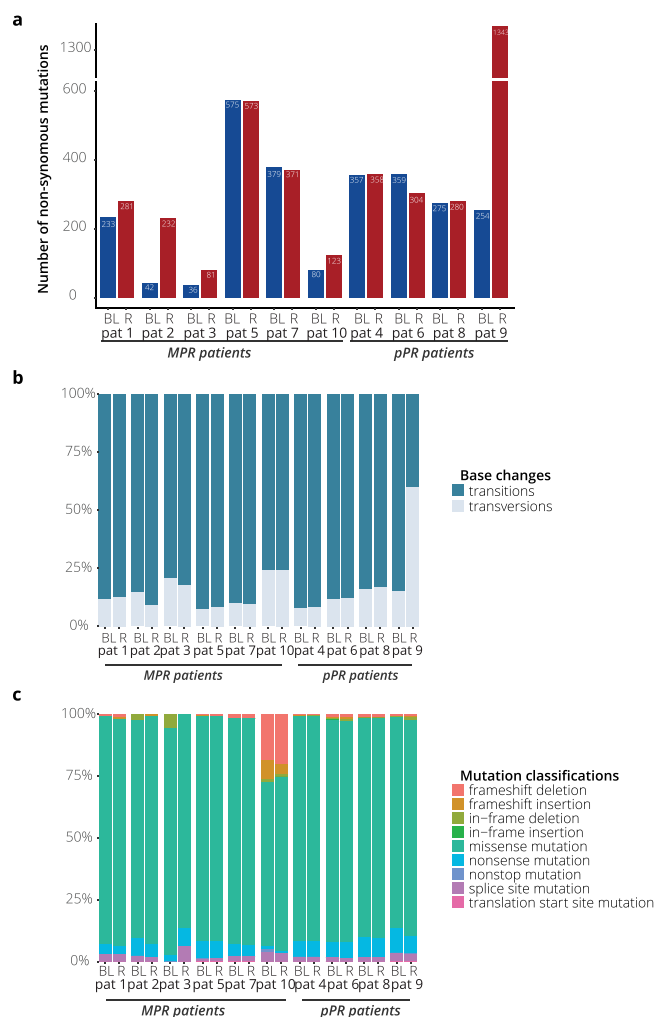 a
Number of non-synomous mutations
1300
600
400
200
0
233
281
42
232
36
81
575
573
379
371
80
123
357
358
359
304
275
280
254
1343
BL R BL R BL R BL R BL R BL R BL R BL R BL R BL R
pat 1 pat 2 pat 3 pat 5 pat 7 pat 10 pat 4 pat 6 pat 8 pat 9
MPR patients pPR patients
b
100%
75%
50%
25%
0%
Base changes
transitions
transversions
BL R BL R BL R BL R BL R BL R BL R BL R BL R BL R
pat 1 pat 2 pat 3 pat 5 pat 7 pat 10 pat 4 pat 6 pat 8 pat 9
MPR patients pPR patients
c
100%
75%
50%
25%
0%
Mutation classifications
frameshift deletion
frameshift insertion
in−frame deletion
in−frame insertion
missense mutation
nonsense mutation
nonstop mutation
splice site mutation
translation start site mutation
BL R BL R BL R BL R BL R BL R BL R BL R BL R BL R
pat 1 pat 2 pat 3 pat 5 pat 7 pat 10 pat 4 pat 6 pat 8 pat 9
MPR patients pPR patients